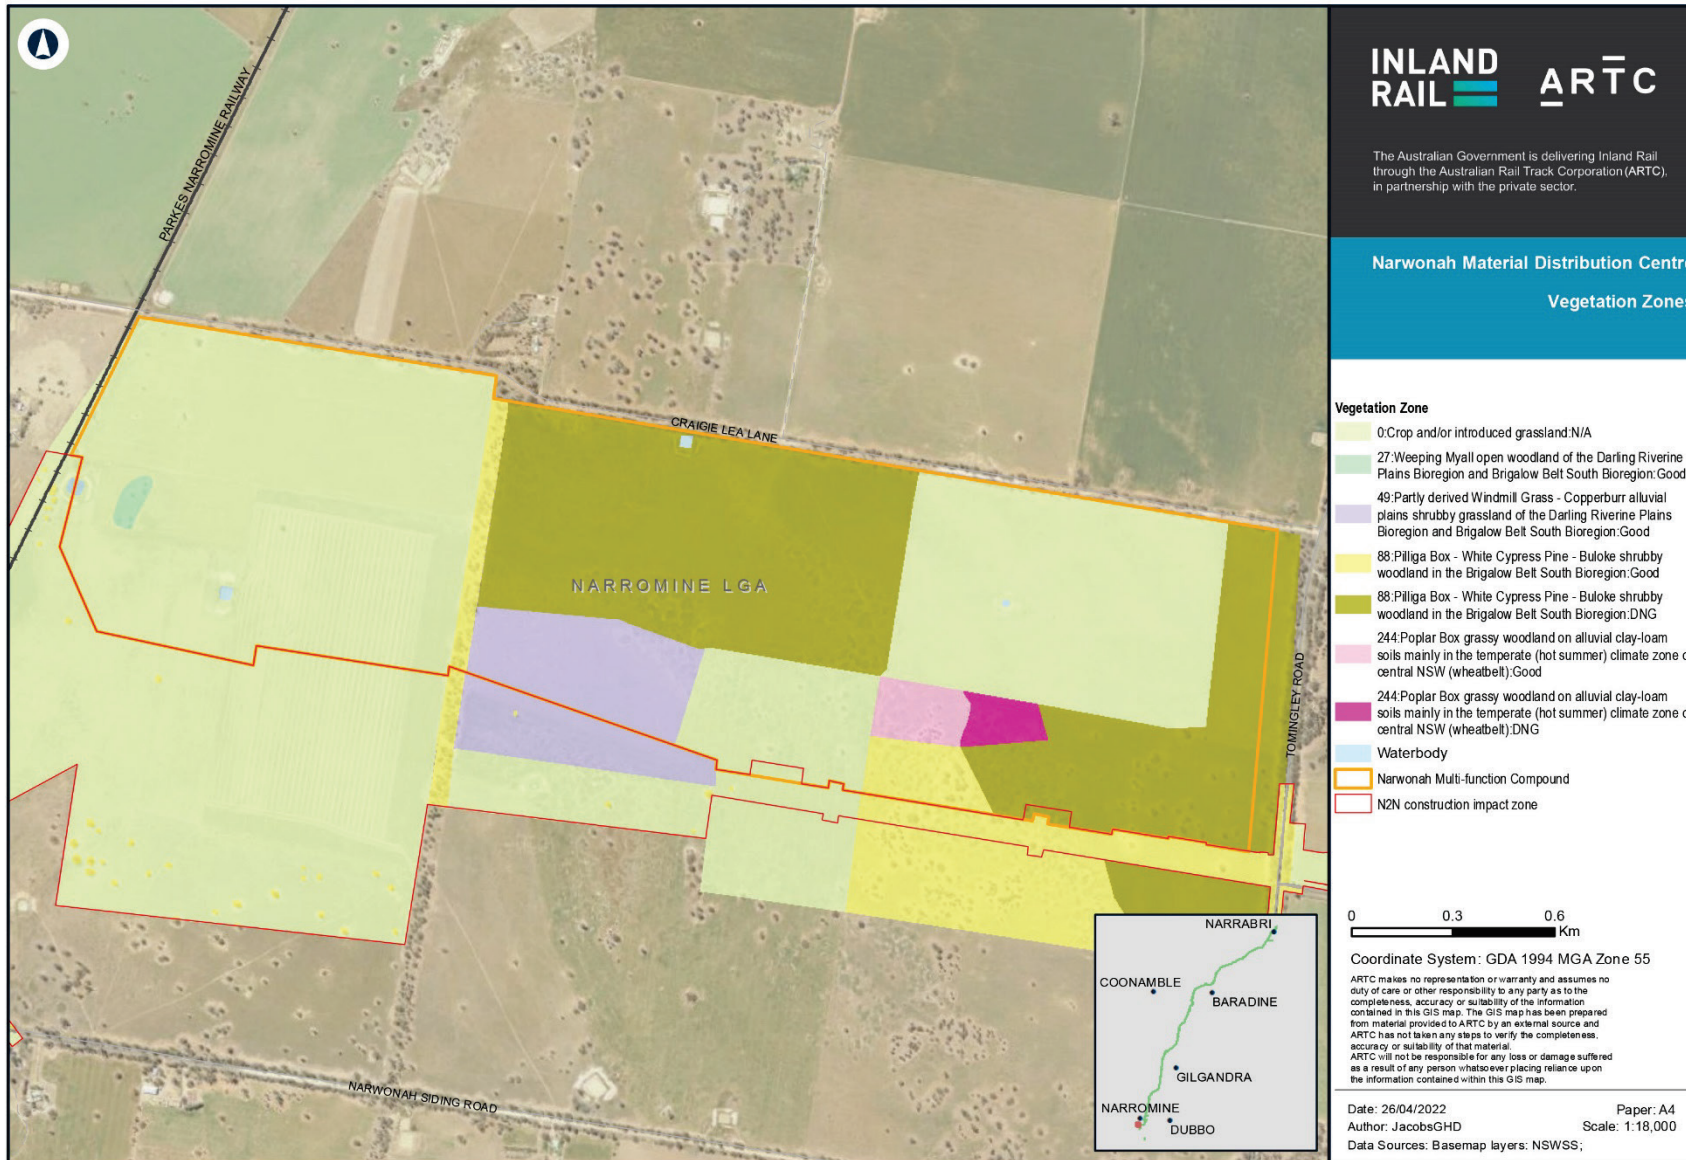 INLAND
RAIL
ARTC
The Australian Government is delivering Inland Rail
through the Australian Rail Track Corporation (ARTC),
in partnership with the private sector.
Narwonah Material Distribution Centre
Vegetation Zones
Vegetation Zone
0:Crop and/or introduced grassland:N/A
27:Weeping Myall open woodland of the Darling Riverine
Plains Bioregion and Brigalow Belt South Bioregion:Good
49:Partly derived Windmill Grass - Copperburr alluvial
plains shrubby grassland of the Darling Riverine Plains
Bioregion and Brigalow Belt South Bioregion:Good
88:Pilliga Box - White Cypress Pine - Buloke shrubby
woodland in the Brigalow Belt South Bioregion:Good
88:Pilliga Box - White Cypress Pine - Buloke shrubby
woodland in the Brigalow Belt South Bioregion:DNG
244:Poplar Box grassy woodland on alluvial clay-loam
soils mainly in the temperate (hot summer) climate zone
central NSW (wheatbelt):Good
244:Poplar Box grassy woodland on alluvial clay-loam
soils mainly in the temperate (hot summer) climate zone
central NSW (wheatbelt):DNG
Waterbody
Narwonah Multi-function Compound
N2N construction impact zone
0 0.3 0.6
Km
Coordinate System: GDA 1994 MGA Zone 55
ARTC makes no representation or warranty and assumes no
duty of care or other responsibility to any party as to the
completeness, accuracy or suitability of the information
contained in this GIS map. The GIS map has been prepared
from material provided to ARTC by an external source and
ARTC has not taken any steps to verify the completeness,
accuracy or suitability of that material.
ARTC will not be responsible for any loss or damage suffered
as a result of any person whatsoever placing reliance upon
the information contained within this GIS map.
Date: 26/04/2022
Paper: A4
Author: JacobsGHD
Scale: 1:18,000
Data Sources: Basemap layers: NSWSS;
PARKES NARROMINE RAILWAY
CRAIGIE LEA LANE
NARROMINE LGA
TOMINGLEY ROAD
NARWONAH SIDING ROAD
NARRABRI
COONAMBLE
BARADINE
GILGANDRA
NARROMINE
DUBBO